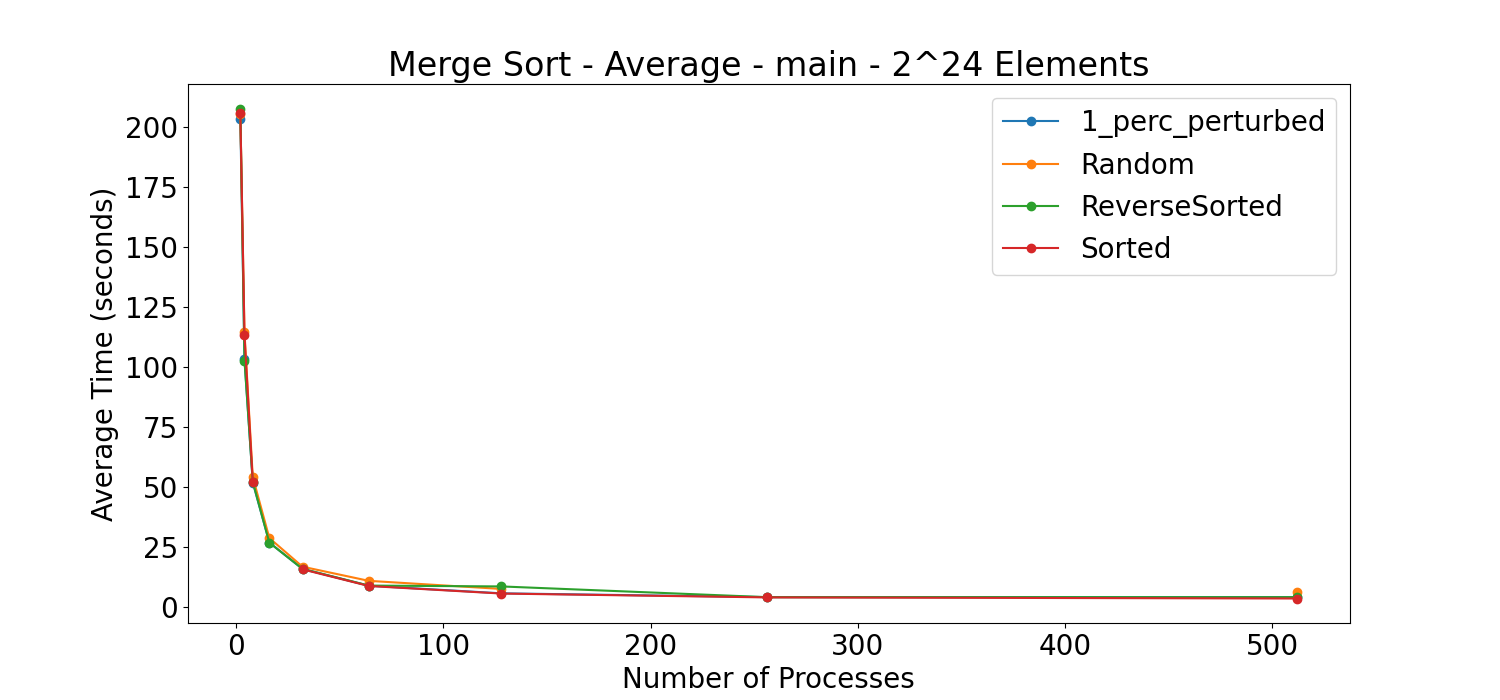 Merge Sort - Average - main - 2^24 Elements
1_perc_perturbed
Random
ReverseSorted
Sorted
Average Time (seconds)
200
175
150
125
100
75
50
25
0
0 100 200 300 400 500
Number of Processes